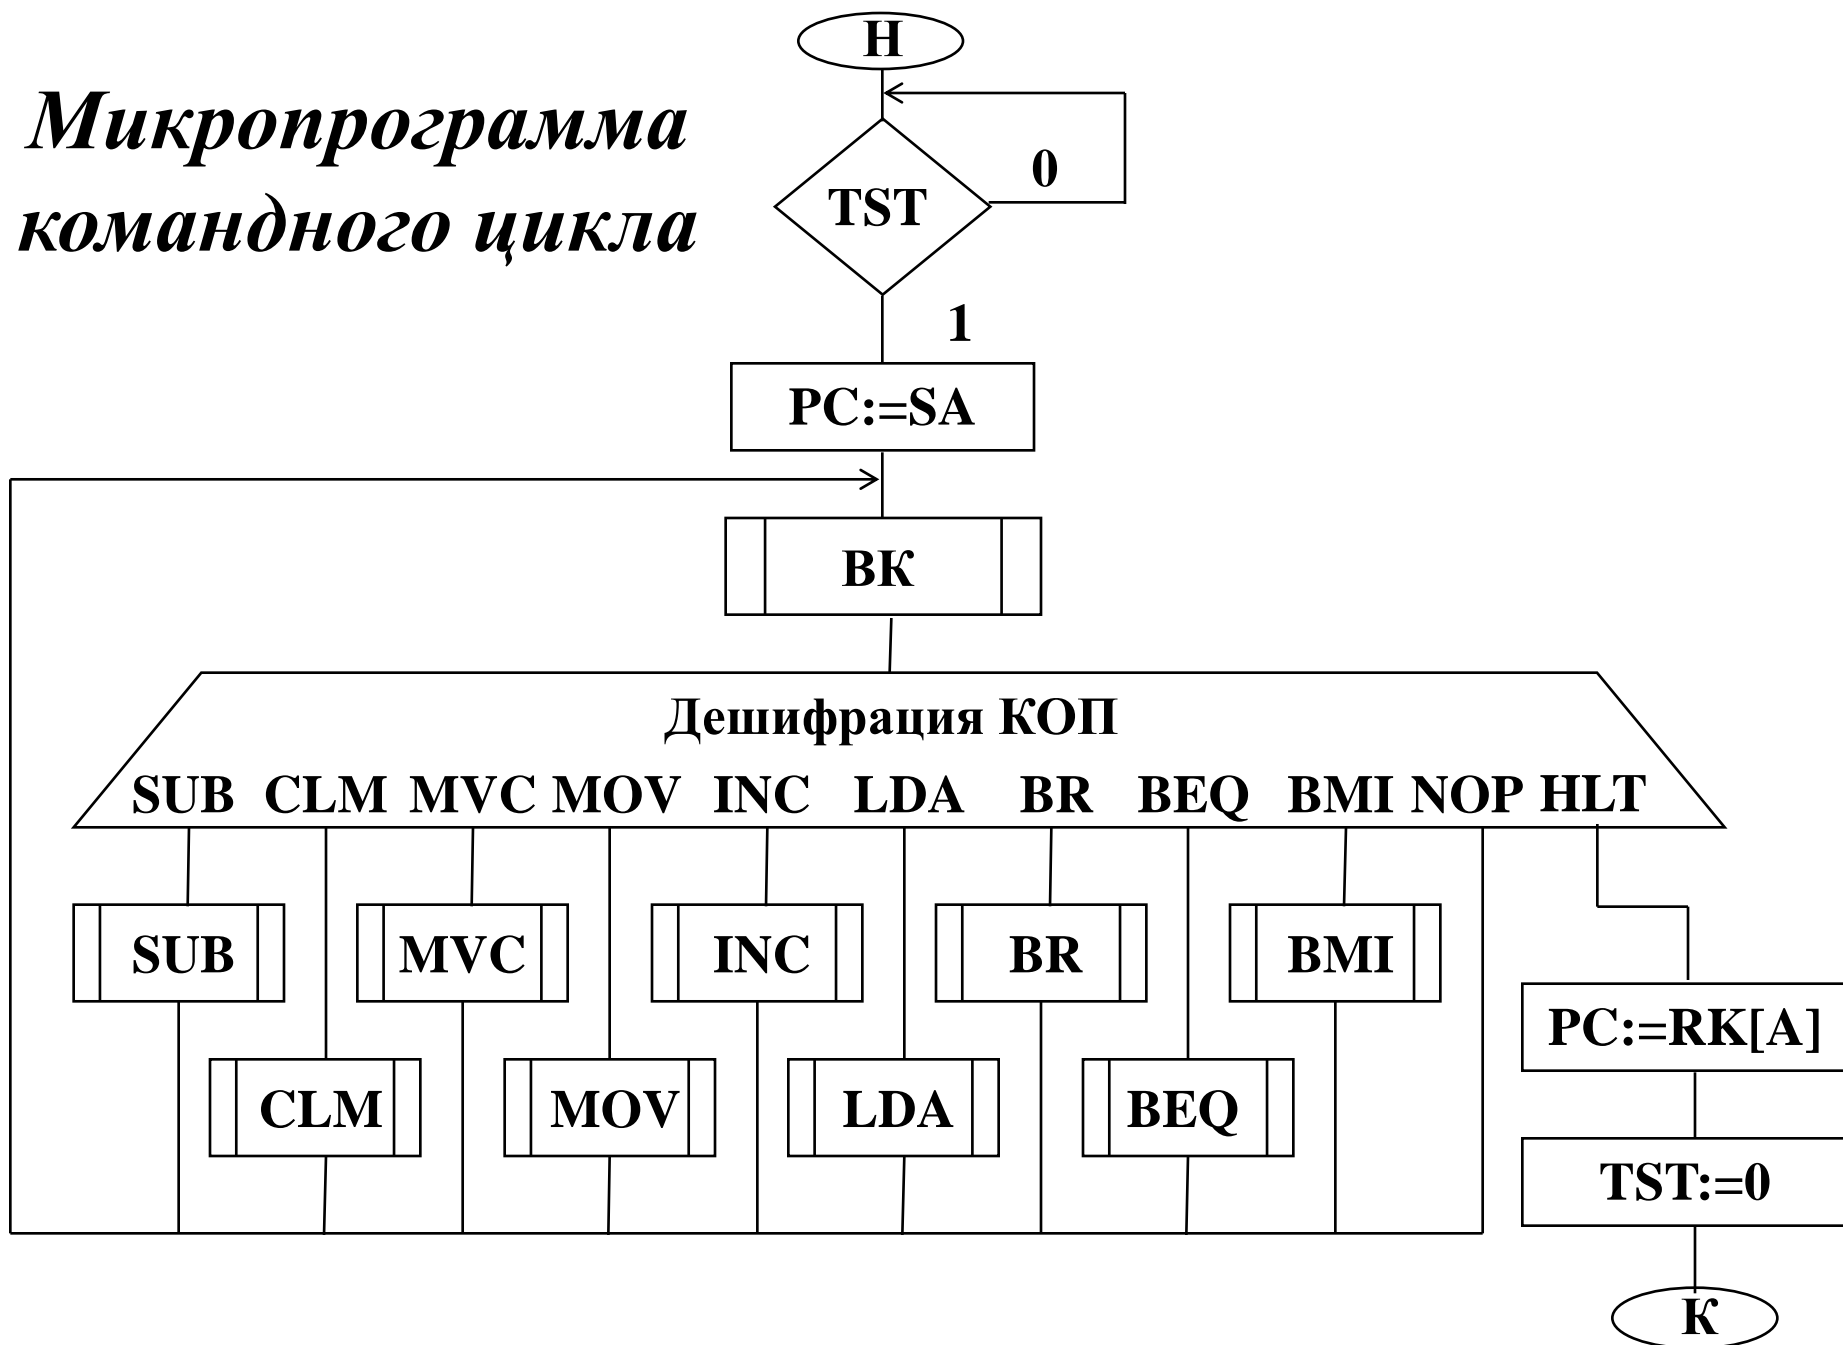 Н
Микропрограмма
командного цикла
0
TST
1
PC:=SA
ВК
Дешифрация КОП
SUB CLM MVC MOV INC LDA BR BEQ BMI NOP HLT
SUB MVC INC BR BMI
PC:=RK[A]
CLM MOV LDA BEQ
TST:=0
К